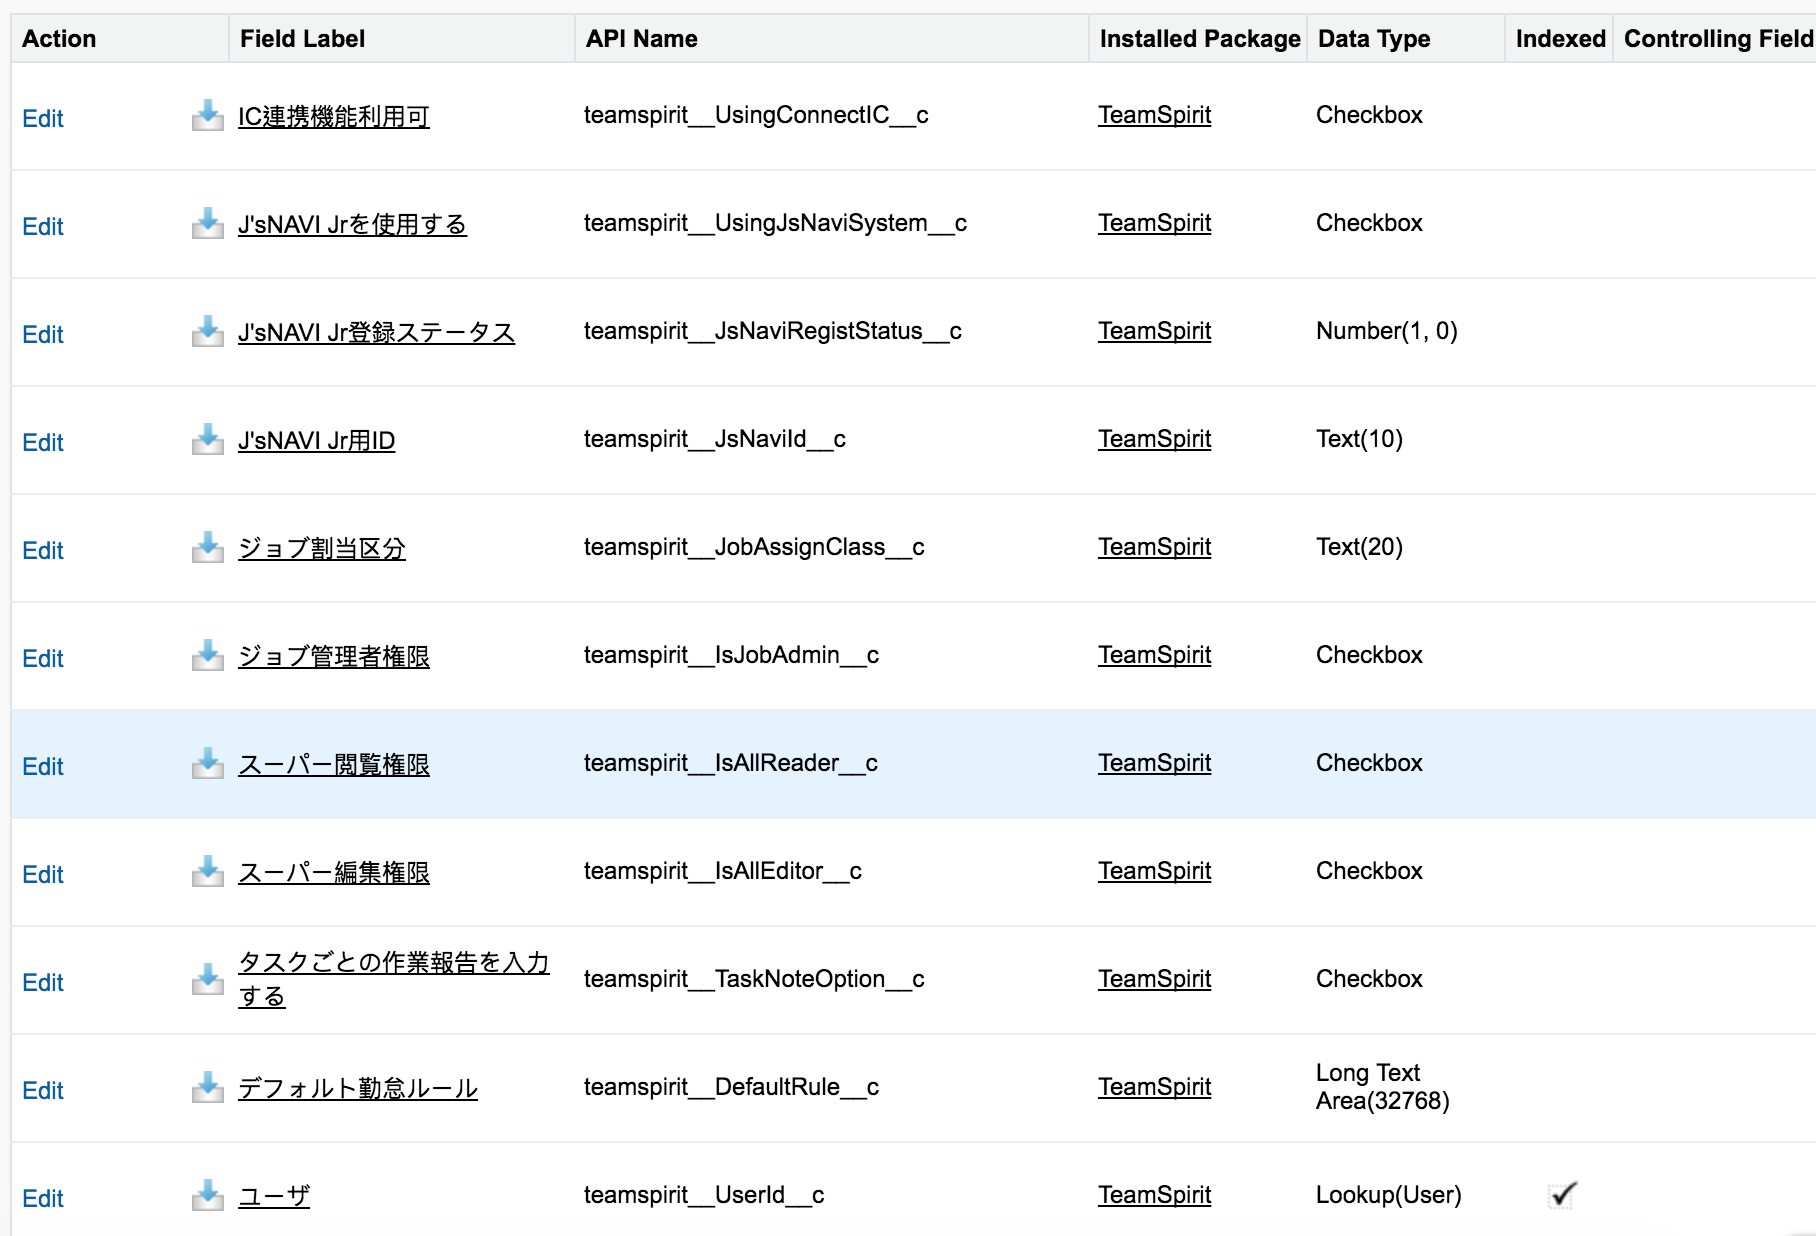 Action Field Label API Name Installed Package Data Type Indexed Controlling Field
Edit IC連携機能利用可 teamspirit__UsingConnectIC__c TeamSpirit Checkbox
Edit J'sNAVI Jrを使用する teamspirit__UsingJsNaviSystem__c TeamSpirit Checkbox
Edit J'sNAVI Jr登録ステータス teamspirit__JsNaviRegistStatus__c TeamSpirit Number(1, 0)
Edit J'sNAVI Jr用ID teamspirit__JsNaviId__c TeamSpirit Text(10)
Edit ジョブ割当区分 teamspirit__JobAssignClass__c TeamSpirit Text(20)
Edit ジョブ管理者権限 teamspirit__IsJobAdmin__c TeamSpirit Checkbox
Edit スーパー閲覧権限 teamspirit__IsAllReader__c TeamSpirit Checkbox
Edit スーパー編集権限 teamspirit__IsAllEditor__c TeamSpirit Checkbox
Edit タスクごとの作業報告を入力
する teamspirit__TaskNoteOption__c TeamSpirit Checkbox
Edit デフォルト勤怠ルール teamspirit__DefaultRule__c TeamSpirit Long Text
Area(32768)
Edit ユーザ teamspirit__UserId__c TeamSpirit Lookup(User)